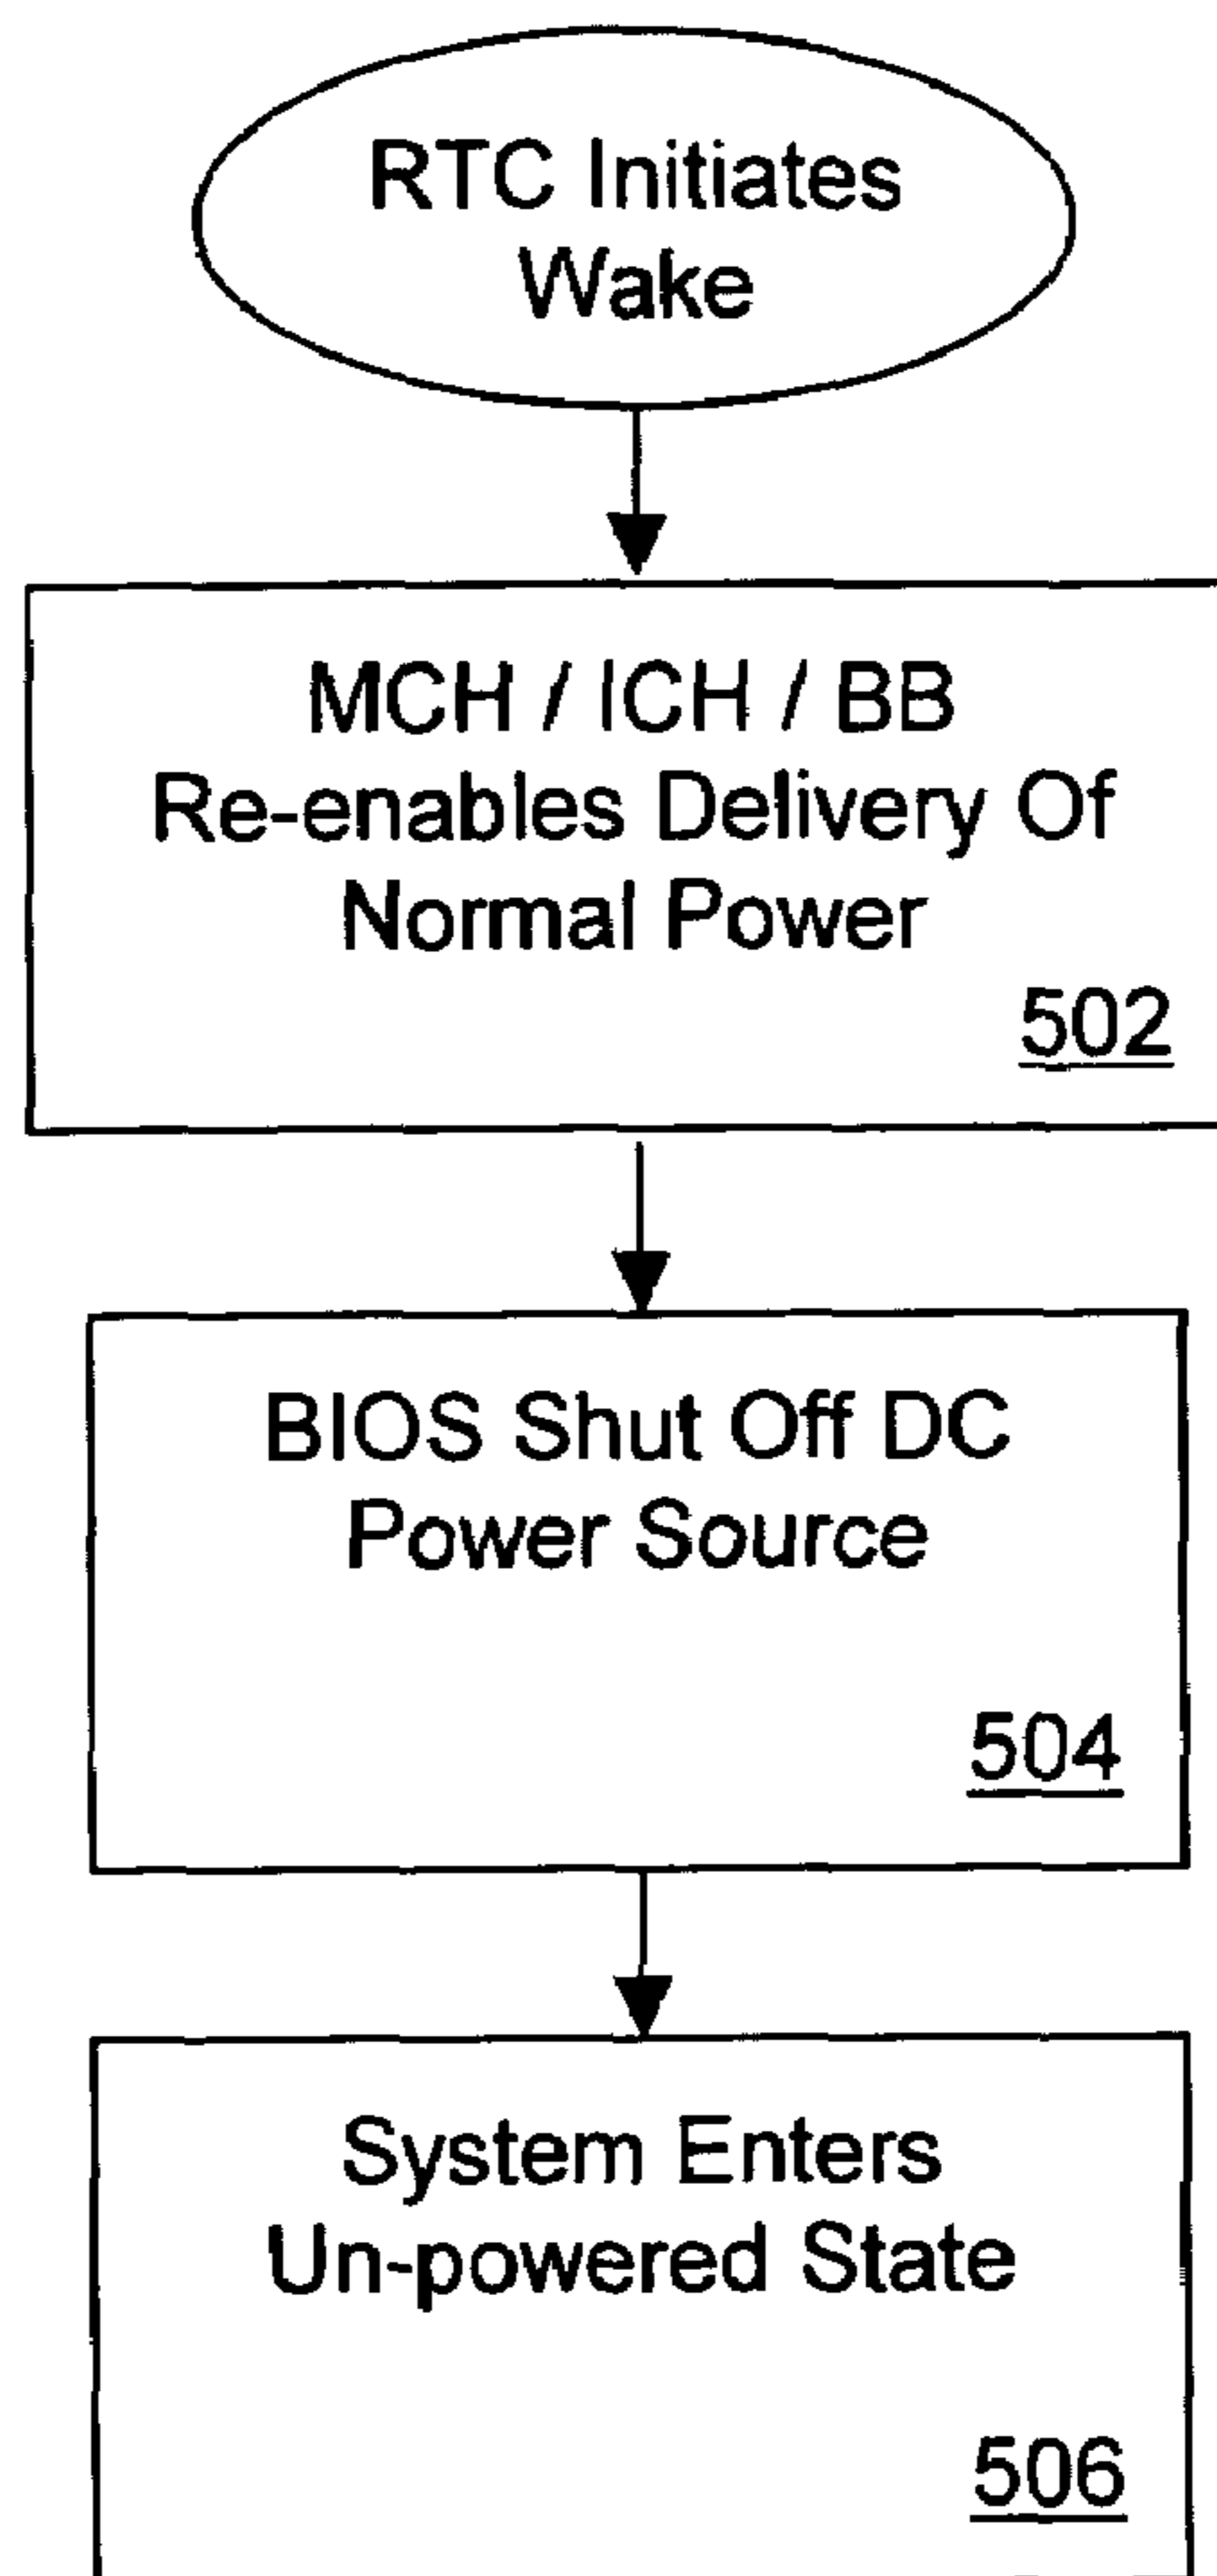 RTC Initiates
Wake
MCH / ICH / BB
Re-enables Delivery Of
Normal Power
502
BIOS Shut Off DC
Power Source
504
System Enters
Un-powered State
506